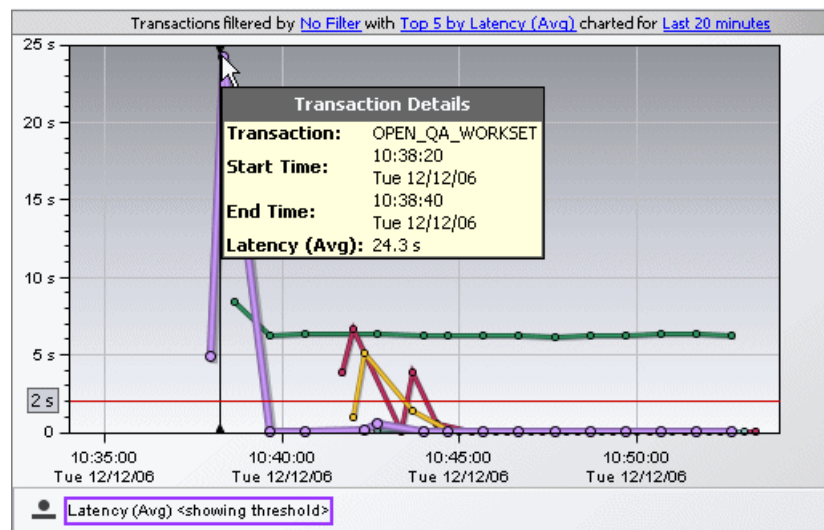 Transactions filtered by No Filter with Top 5 by Latency (Avg) charted for Last 20 minutes
25 s
20 s
15 s
10 s
5 s
2 s
0
Transaction Details
Transaction: OPEN_QA_WORKSET
Start Time: 10:38:20
Tue 12/12/06
End Time: 10:38:40
Tue 12/12/06
Latency (Avg): 24.3 s
10:35:00 10:40:00 10:45:00 10:50:00
Tue 12/12/06 Tue 12/12/06 Tue 12/12/06 Tue 12/12/06
Latency (Avg) <showing threshold>